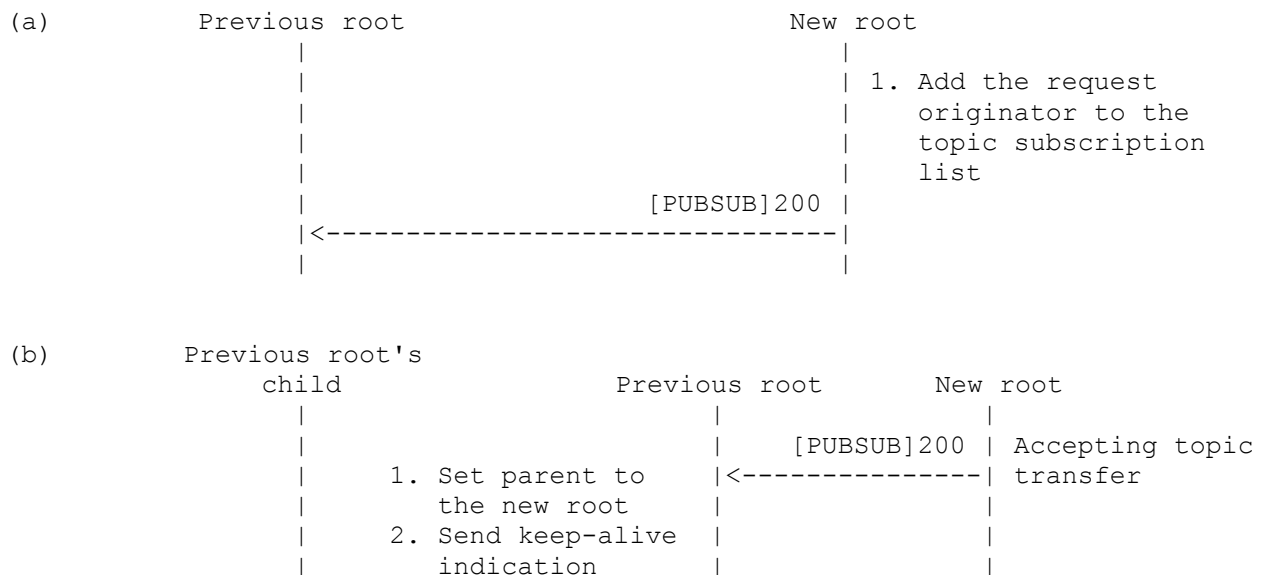 (a) Previous root New root
1. Add the request
originator to the
topic subscription
list
[PUBSUB]200
(b) Previous root's
child Previous root New root
[PUBSUB]200 Accepting topic
1. Set parent to transfer
the new root
2. Send keep-alive
indication